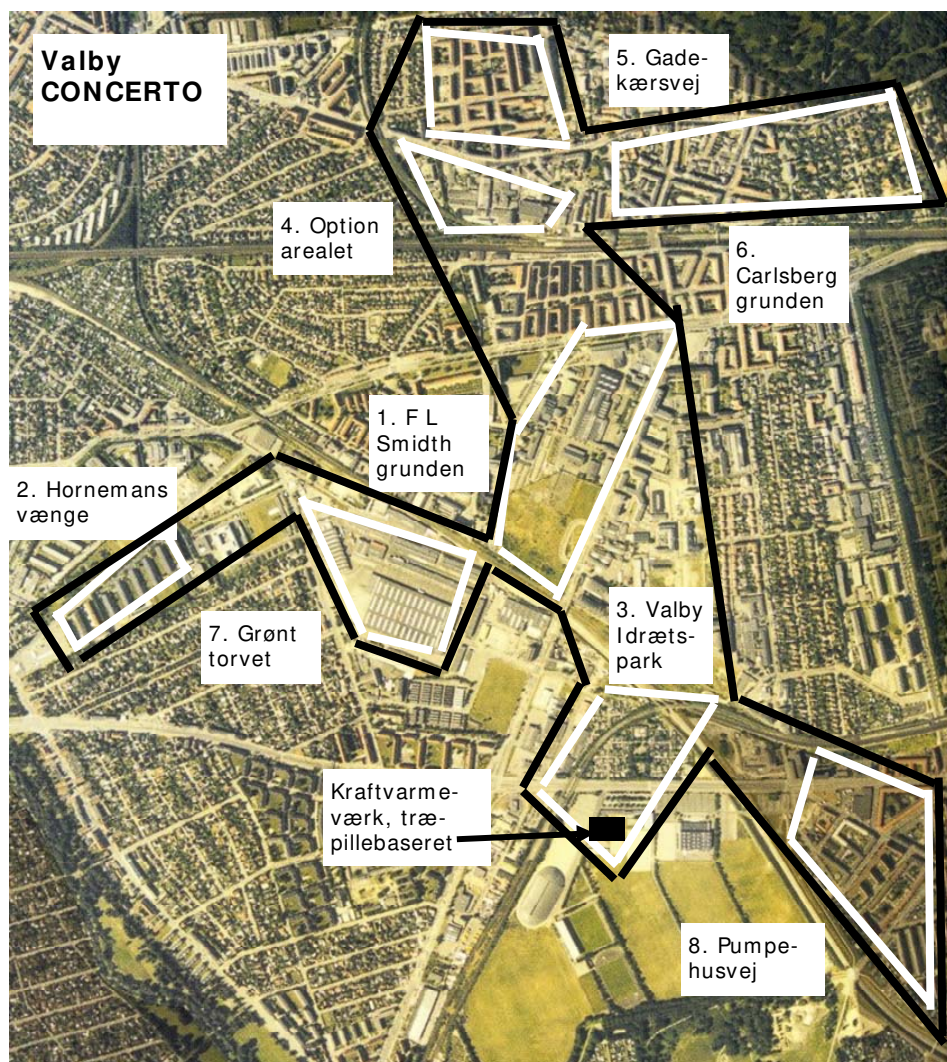 Valby
CONCERTO
5. Gade-
kærsvej
4. Option
arealet
6.
Carlsberg
grunden
1. F L
Smidth
grunden
2. Hornemans
vænge
3. Valby
Idræts-
park
7. Grønt
torvet
Kraftvarme-
værk, træ-
pillebaseret
8. Pumpe-
husvej